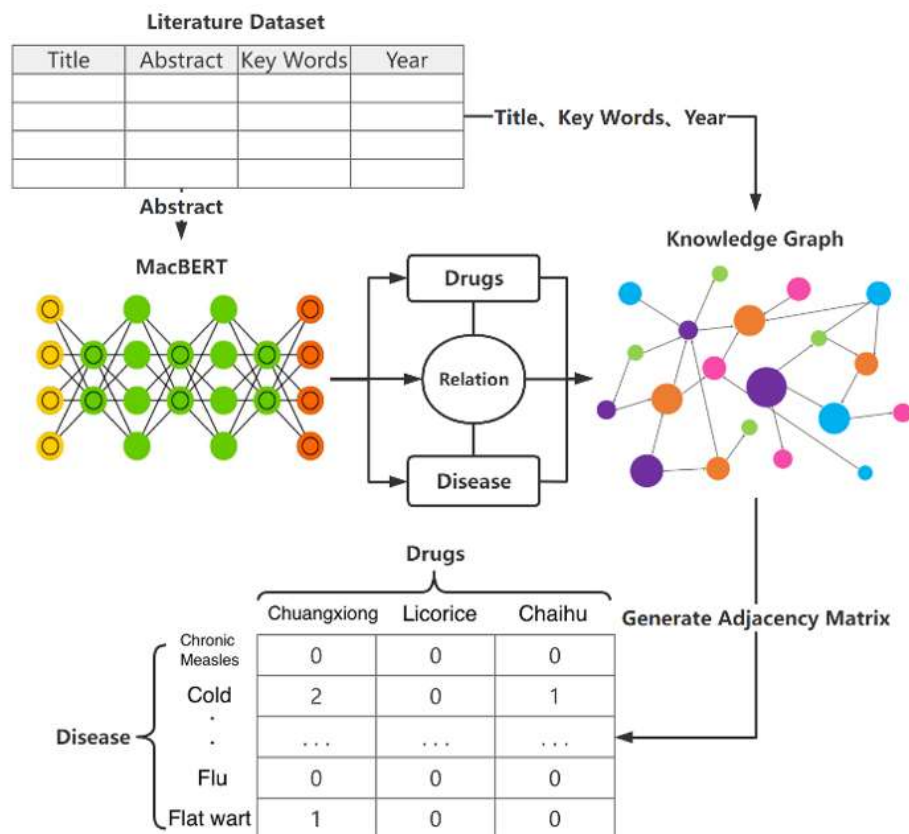 Literature Dataset
Title Abstract Key Words Year
Title、Key Words、Year
Abstract
MacBERT
Knowledge Graph
Drugs
Relation
Disease
Drugs
Chuangxiong Licorice Chaihu
Generate Adjacency Matrix
Chronic
Measles
0 0 0
Cold 2 0 1
.
.
Disease
... ... ...
Flu 0 0 0
Flat wart 1 0 0